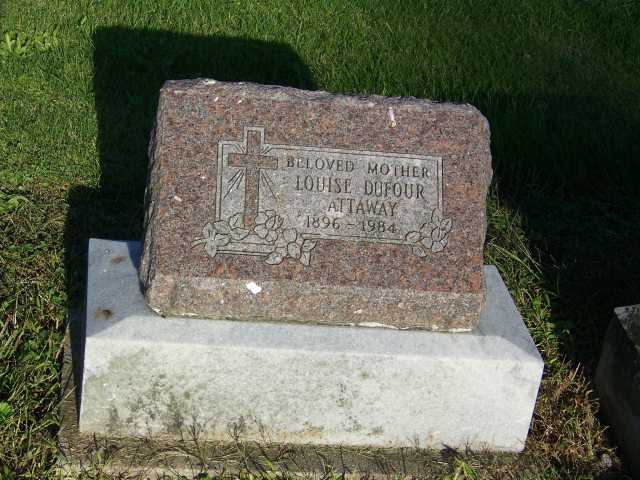 BELOVED MOTHER
LOUISE DUFOUR
ATTAWAY
1896 - 1984